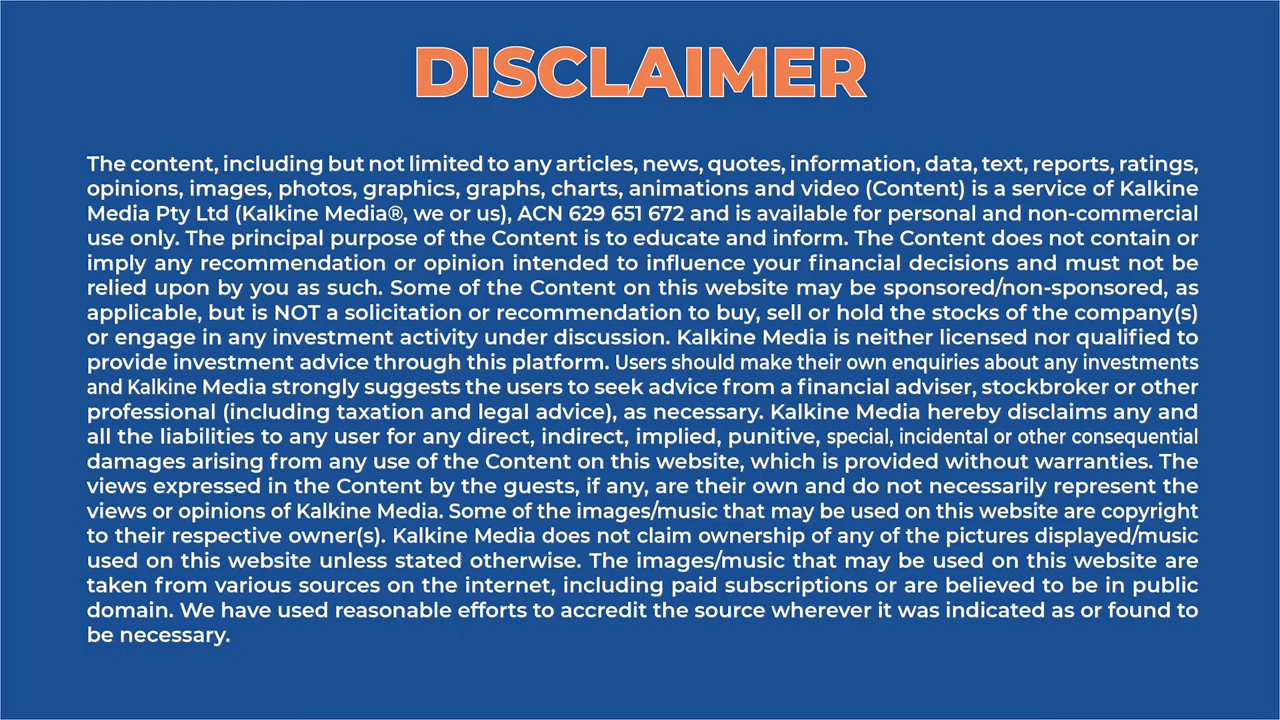 DISCLAIMER
The content, including but not limited to any articles, news, quotes, information, data, text, reports, ratings,
opinions, images, photos, graphics, graphs, charts, animations and video (Content) is a service of Kalkine
Media Pty Ltd (Kalkine Media®, we or us), ACN 629 651 672 and is available for personal and non-commercial
use only. The principal purpose of the Content is to educate and inform. The Content does not contain or
imply any recommendation or opinion intended to influence your financial decisions and must not be
relied upon by you as such. Some of the Content on this website may be sponsored/non-sponsored, as
applicable, but is NOT a solicitation or recommendation to buy, sell or hold the stocks of the company(s)
or engage in any investment activity under discussion. Kalkine Media is neither licensed nor qualified to
provide investment advice through this platform. Users should make their own enquiries about any investments
and Kalkine Media strongly suggests the users to seek advice from a financial adviser, stockbroker or other
professional (including taxation and legal advice), as necessary. Kalkine Media hereby disclaims any and
all the liabilities to any user for any direct, indirect, implied, punitive, special, incidental or other consequential
damages arising from any use of the Content on this website, which is provided without warranties. The
views expressed in the Content by the guests, if any, are their own and do not necessarily represent the
views or opinions of Kalkine Media. Some of the images/music that may be used on this website are copyright
to their respective owner(s). Kalkine Media does not claim ownership of any of the pictures displayed/music
used on this website unless stated otherwise. The images/music that may be used on this website are
taken from various sources on the internet, including paid subscriptions or are believed to be in public
domain. We have used reasonable efforts to accredit the source wherever it was indicated as or found to
be necessary.